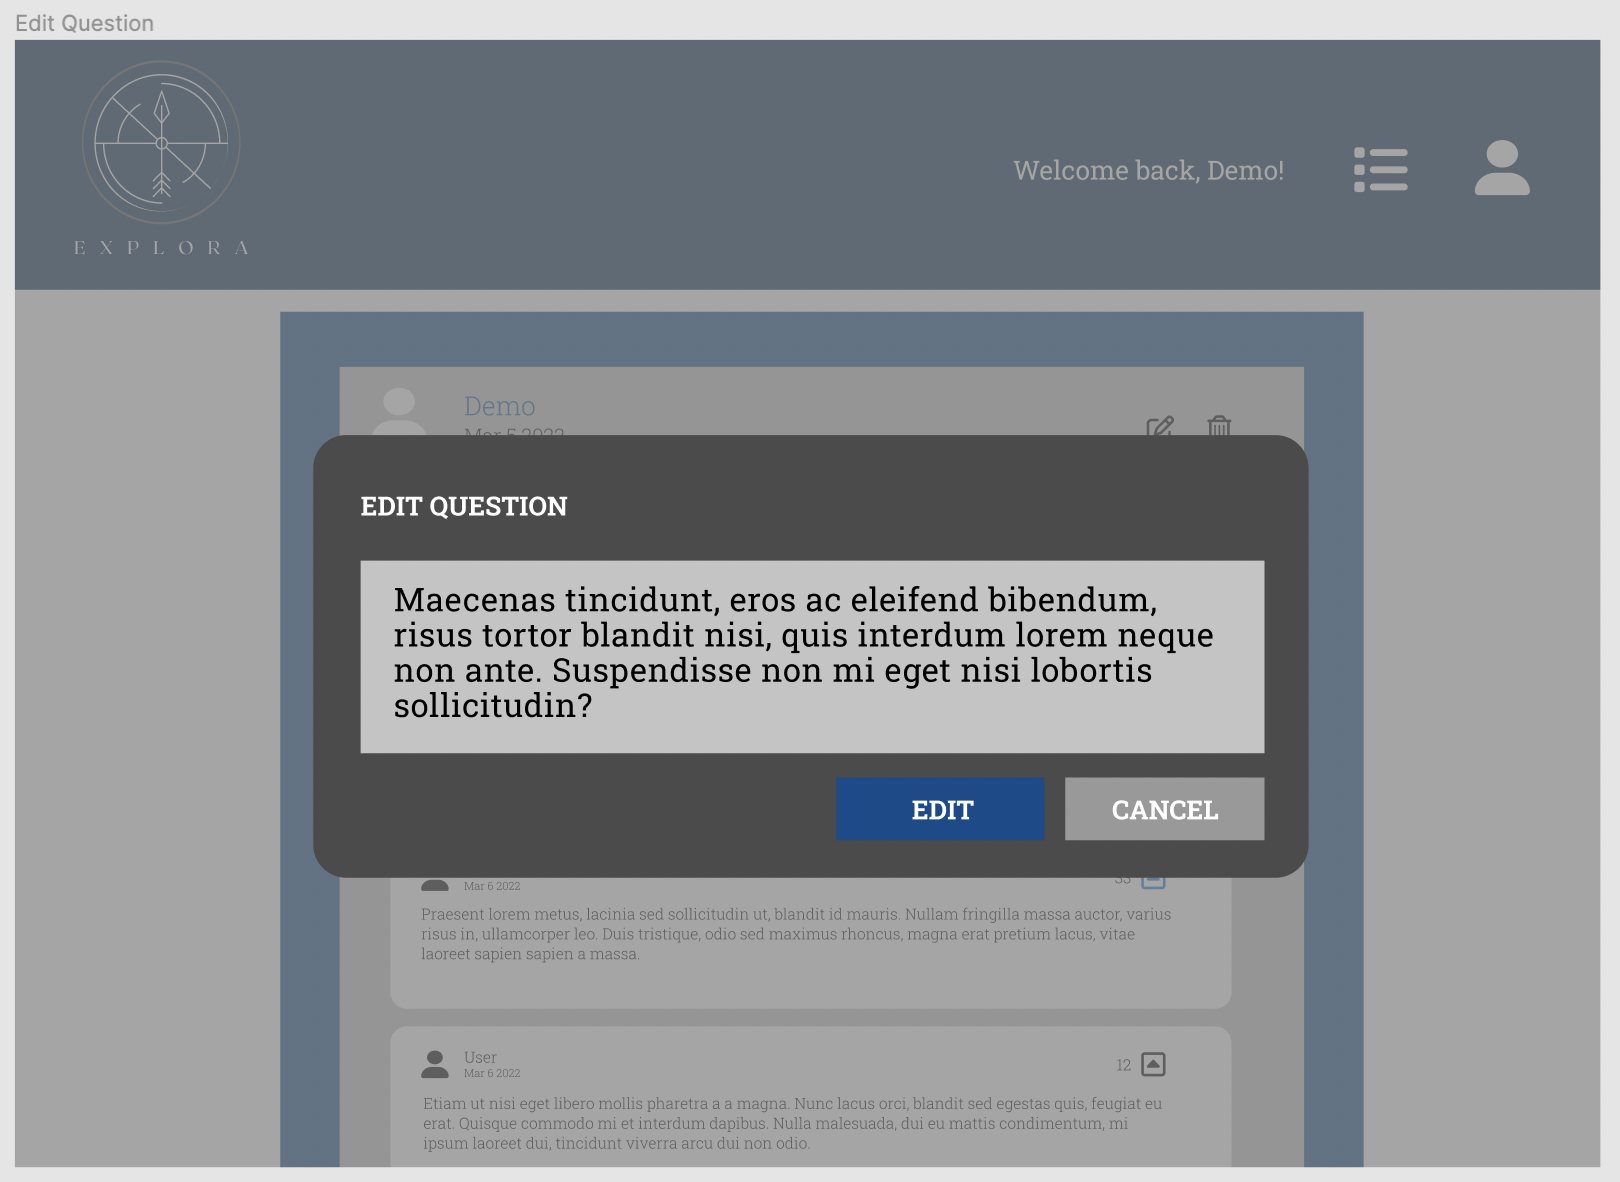 Edit Question
EXPLORA
Welcome back, Demo!
Demo
Mar 5 2022
EDIT QUESTION
Maecenas tincidunt, eros ac eleifend bibendum,
risus tortor blandit nisi, quis interdum lorem neque
non ante. Suspendisse non mi eget nisi lobortis
sollicitudin?
EDIT
CANCEL
Mar 6 2022
33
Praesent lorem metus, lacinia sed sollicitudin ut, blandit id mauris. Nullam fringilla massa auctor, varius
risus in, ullamcorper leo. Duis tristique, odio sed maximus rhoncus, magna erat pretium lacus, vitae
laoreet sapien sapien a massa.
User
12
Mar 6 2022
Etiam ut nisi eget libero mollis pharetra a a magna. Nunc lacus orci, blandit sed egestas quis, feugiat eu
erat. Quisque commodo mi et interdum dapibus. Nulla malesuada, dui eu mattis condimentum, mi
ipsum laoreet dui, tincidunt viverra arcu dui non odio.